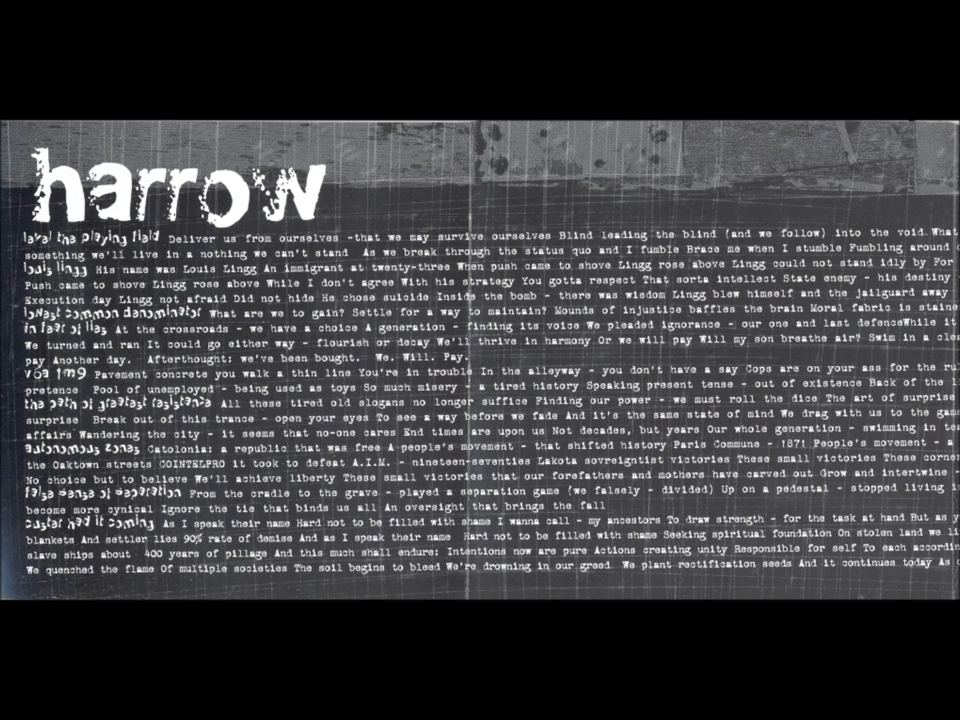 harrow
level the playing field Deliver us from ourselves -that we may survive ourselves Blind leading the blind (and we follow) into the void.What
something we'll live in a nothing we can't stand As we break through the status quo and I fumble Brace me when I stumble Fumbling around
louis lingg His name was Louis Lingg An immigrant at twenty-three When push came to shove Lingg rose above Lingg could not stand idly by For
Push came to shove Lingg rose above While I don't agree With his strategy You gotta respect That sorta intellect State enemy - his destiny
Execution day Lingg not afraid Did not hide He chose suicide Inside the bomb - there was wisdom Lingg blew himself and the jailguard away
lowest common denominator What are we to gain? Settle for a way to maintain? Mounds of injustice baffles the brain Moral fabric is staine
in fear of lies At the crossroads - we have a choice A generation - finding its voice We pleaded ignorance - our one and last defenceWhile it
We turned and ran It could go either way - flourish or decay We'll thrive in harmony Or we will pay Will my son breathe air? Swim in a clea
pay Another day. Afterthought: we've been bought. We. Will. Pay.
v6a 1m9 Pavement concrete you walk a thin line You're in trouble In the alleyway - you don't have a say Cops are on your ass for the
pretence Pool of unemployed - being used as toys So much misery - a tired history Speaking present tense - out of existence Back of the
the path of greatest resistance All these tired old slogans no longer suffice Finding our power - we must roll the dice The art of surprise
surprise Break out of this trance - open your eyes To see a way before we fade And it's the same state of mind We drag with us to the game
affairs Wandering the city - it seems that no-one cares End times are upon us Not decades, but years Our whole generation - swimming in
autonomous zones Catolonia: a republic that was free A people's movement - that shifted history Paris Commune - 1871 People's movement - a
the Oaktown streets COINTELPRO it took to defeat A.I.M. - nineteen-seventies Lakota sovreigntist victories These small victories These corner
No choice but to believe We'll achieve liberty These small victories that our forefathers and mothers have carved out Grow and intertwine -
false sense of separation From the cradle to the grave - played a separation game (we falsely - divided) Up on a pedestal - stopped living
become more cynical Ignore the tie that binds us all An oversight that brings the fall
custer had it coming As I speak their name Hard not to be filled with shame I wanna call - my ancestors To draw strength - for the task at hand But as
blankets And settler lies 90% rate of demise And as I speak their name Hard not to be filled with shame Seeking spiritual foundation On stolen land we
slave ships about 400 years of pillage And this much shall endure: Intentions now are pure Actions creating unity Responsible for self To each accordin
We quenched the flame Of multiple societies The soil begins to bleed We're drowning in our greed We plant rectification seeds And it continues today As